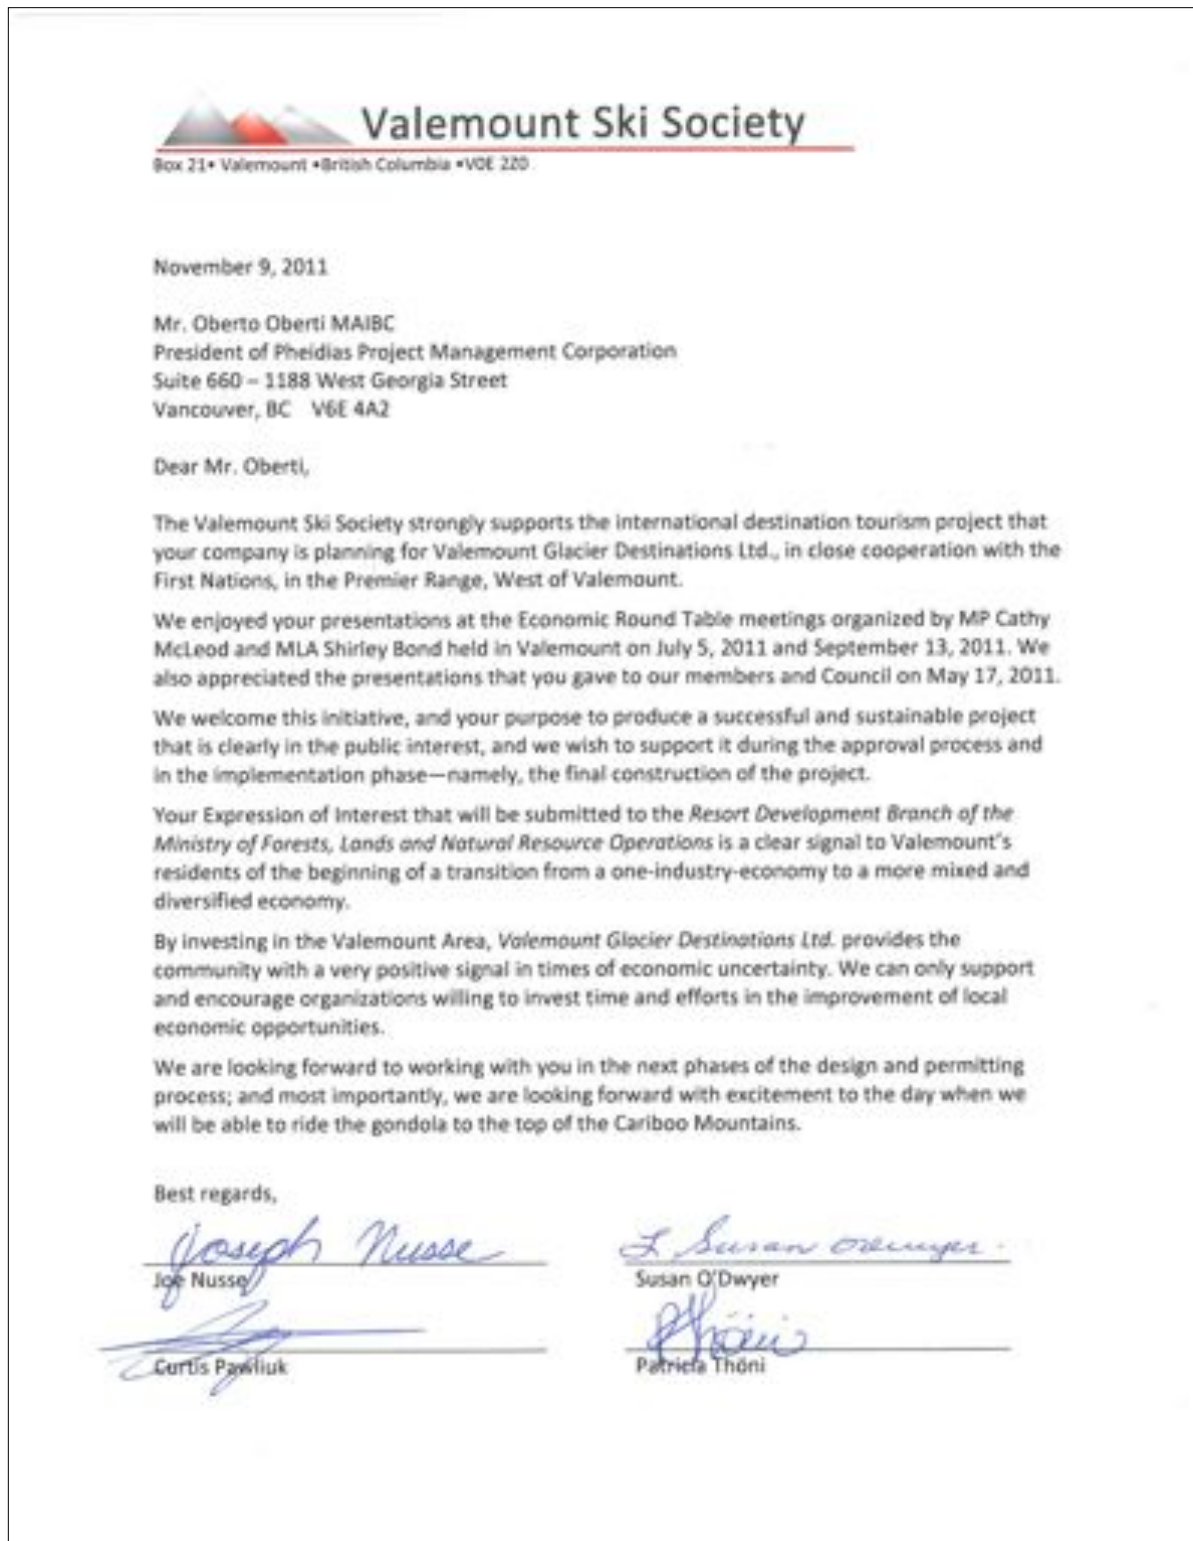 Valemount Ski Society
Box 21• Valemount •British Columbia •V0E 2Z0
November 9, 2011
Mr. Oberto Oberti MAIBC
President of Pheidias Project Management Corporation
Suite 660 – 1188 West Georgia Street
Vancouver, BC V6E 4A2
Dear Mr. Oberti,
The Valemount Ski Society strongly supports the international destination tourism project that
your company is planning for Valemount Glacier Destinations Ltd., in close cooperation with the
First Nations, in the Premier Range, West of Valemount.
We enjoyed your presentations at the Economic Round Table meetings organized by MP Cathy
McLeod and MLA Shirley Bond held in Valemount on July 5, 2011 and September 13, 2011. We
also appreciated the presentations that you gave to our members and Council on May 17, 2011.
We welcome this initiative, and your purpose to produce a successful and sustainable project
that is clearly in the public interest, and we wish to support it during the approval process and
in the implementation phase—namely, the final construction of the project.
Your Expression of Interest that will be submitted to the Resort Development Branch of the
Ministry of Forests, Lands and Natural Resource Operations is a clear signal to Valemount's
residents of the beginning of a transition from a one-industry-economy to a more mixed and
diversified economy.
By investing in the Valemount Area, Valemount Glacier Destinations Ltd. provides the
community with a very positive signal in times of economic uncertainty. We can only support
and encourage organizations willing to invest time and efforts in the improvement of local
economic opportunities.
We are looking forward to working with you in the next phases of the design and permitting
process; and most importantly, we are looking forward with excitement to the day when we
will be able to ride the gondola to the top of the Cariboo Mountains.
Best regards,
Joseph Nusse
Joe Nusse
Susan O'Dwyer
Susan O'Dwyer
PThöni
Curtis Pawliuk
Patricia Thöni